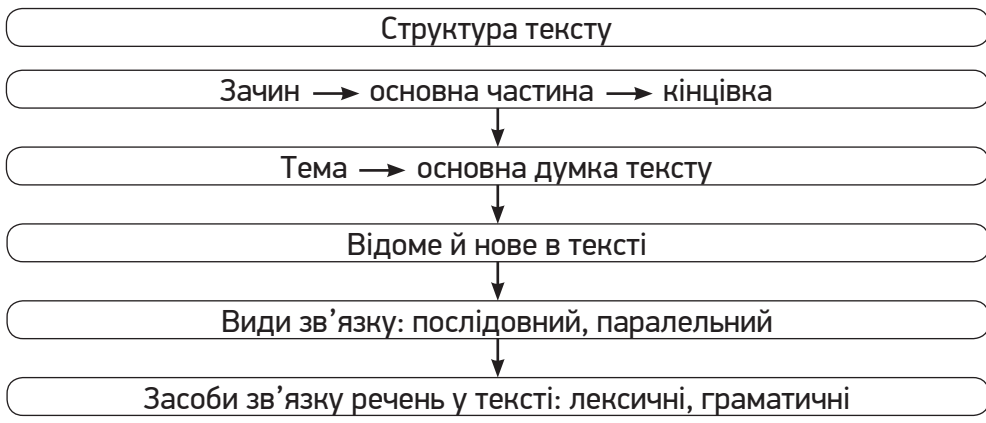 Структура тексту
Зачин → основна частина → кінцівка
Тема → основна думка тексту
Відоме й нове в тексті
Види зв’язку: послідовний, паралельний
Засоби зв’язку речень у тексті: лексичні, граматичні